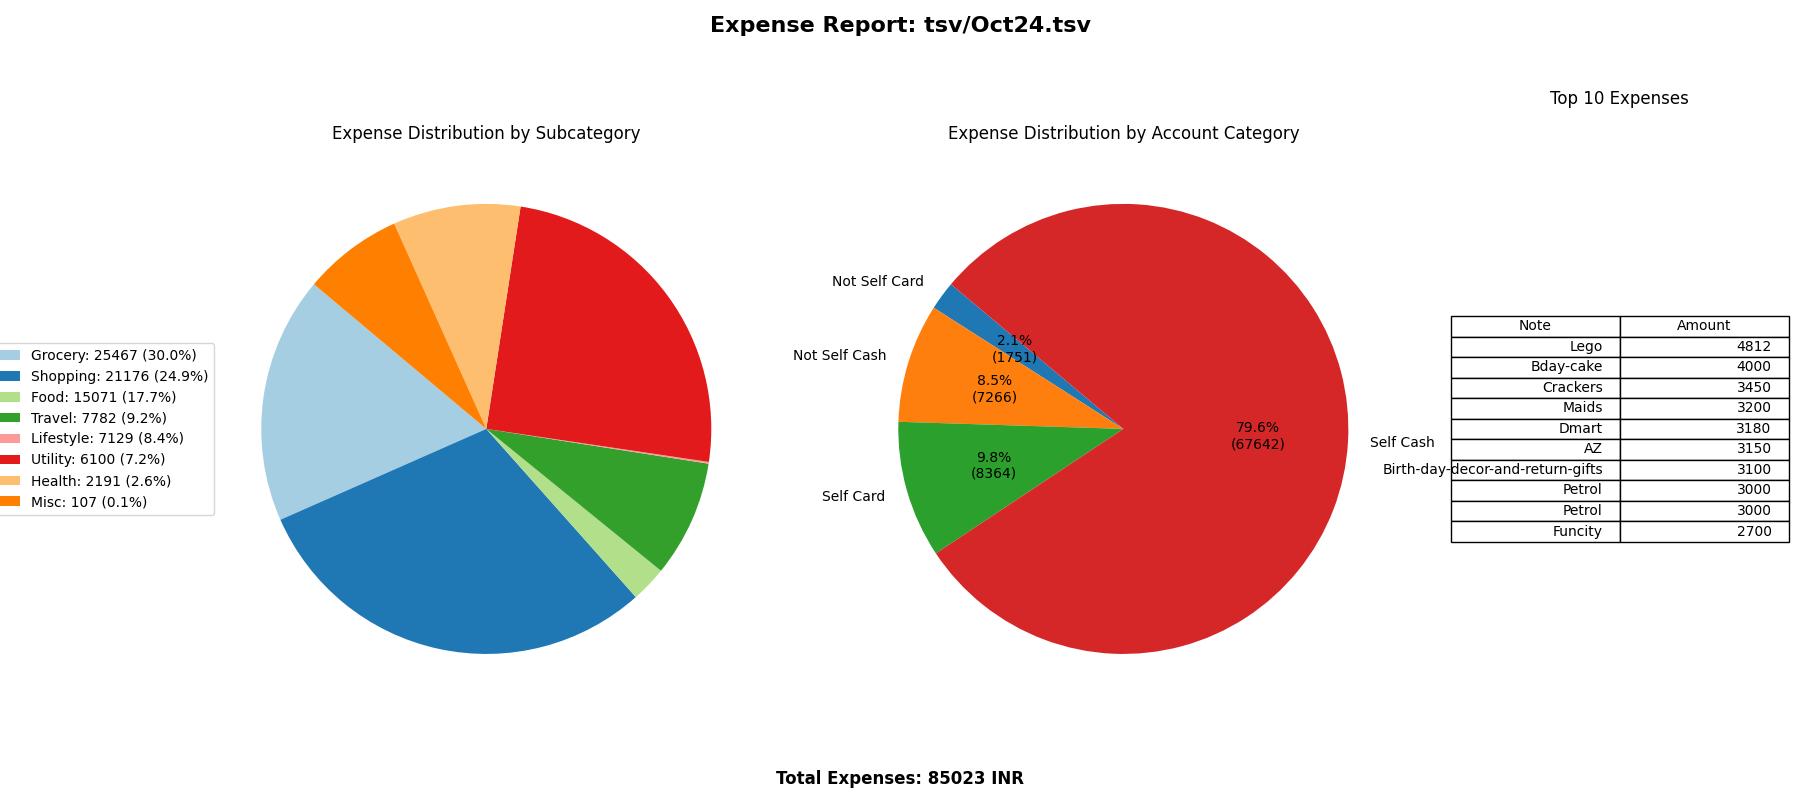 Expense Report: tsv/Oct24.tsv
Expense Distribution by Subcategory
Grocery: 25467 (30.0%)
Shopping: 21176 (24.9%)
Food: 15071 (17.7%)
Travel: 7782 (9.2%)
Lifestyle: 7129 (8.4%)
Utility: 6100 (7.2%)
Health: 2191 (2.6%)
Misc: 107 (0.1%)
Expense Distribution by Account Category
Not Self Card
2.1%
(1751)
Not Self Cash
8.5%
(7266)
Self Card
9.8%
(8364)
Self Cash
79.6%
(67642)
Top 10 Expenses
Note Amount
Lego 4812
Bday-cake 4000
Crackers 3450
Maids 3200
Dmart 3180
AZ 3150
Birth-day-decor-and-return-gifts 3100
Petrol 3000
Petrol 3000
Funcity 2700
Total Expenses: 85023 INR